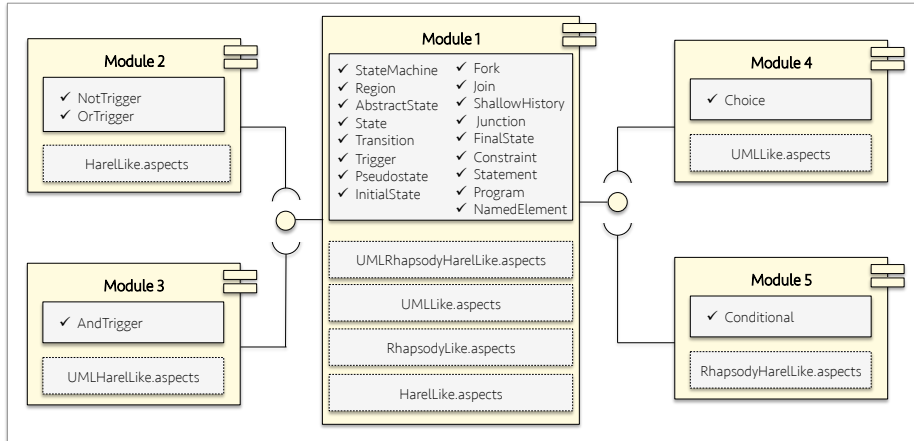 Module 2
✓ NotTrigger
✓ OrTrigger
HarelLike.aspects
Module 3
✓ AndTrigger
UMLHarelLike.aspects
Module 1
✓ StateMachine
✓ Region
✓ AbstractState
✓ State
✓ Transition
✓ Trigger
✓ Pseudostate
✓ InitialState
✓ Fork
✓ Join
✓ ShallowHistory
✓ Junction
✓ FinalState
✓ Constraint
✓ Statement
✓ Program
✓ NamedElement
UMLRhapsodyHarelLike.aspects
UMLLike.aspects
RhapsodyLike.aspects
HarelLike.aspects
Module 4
✓ Choice
UMLLike.aspects
Module 5
✓ Conditional
RhapsodyHarelLike.aspects